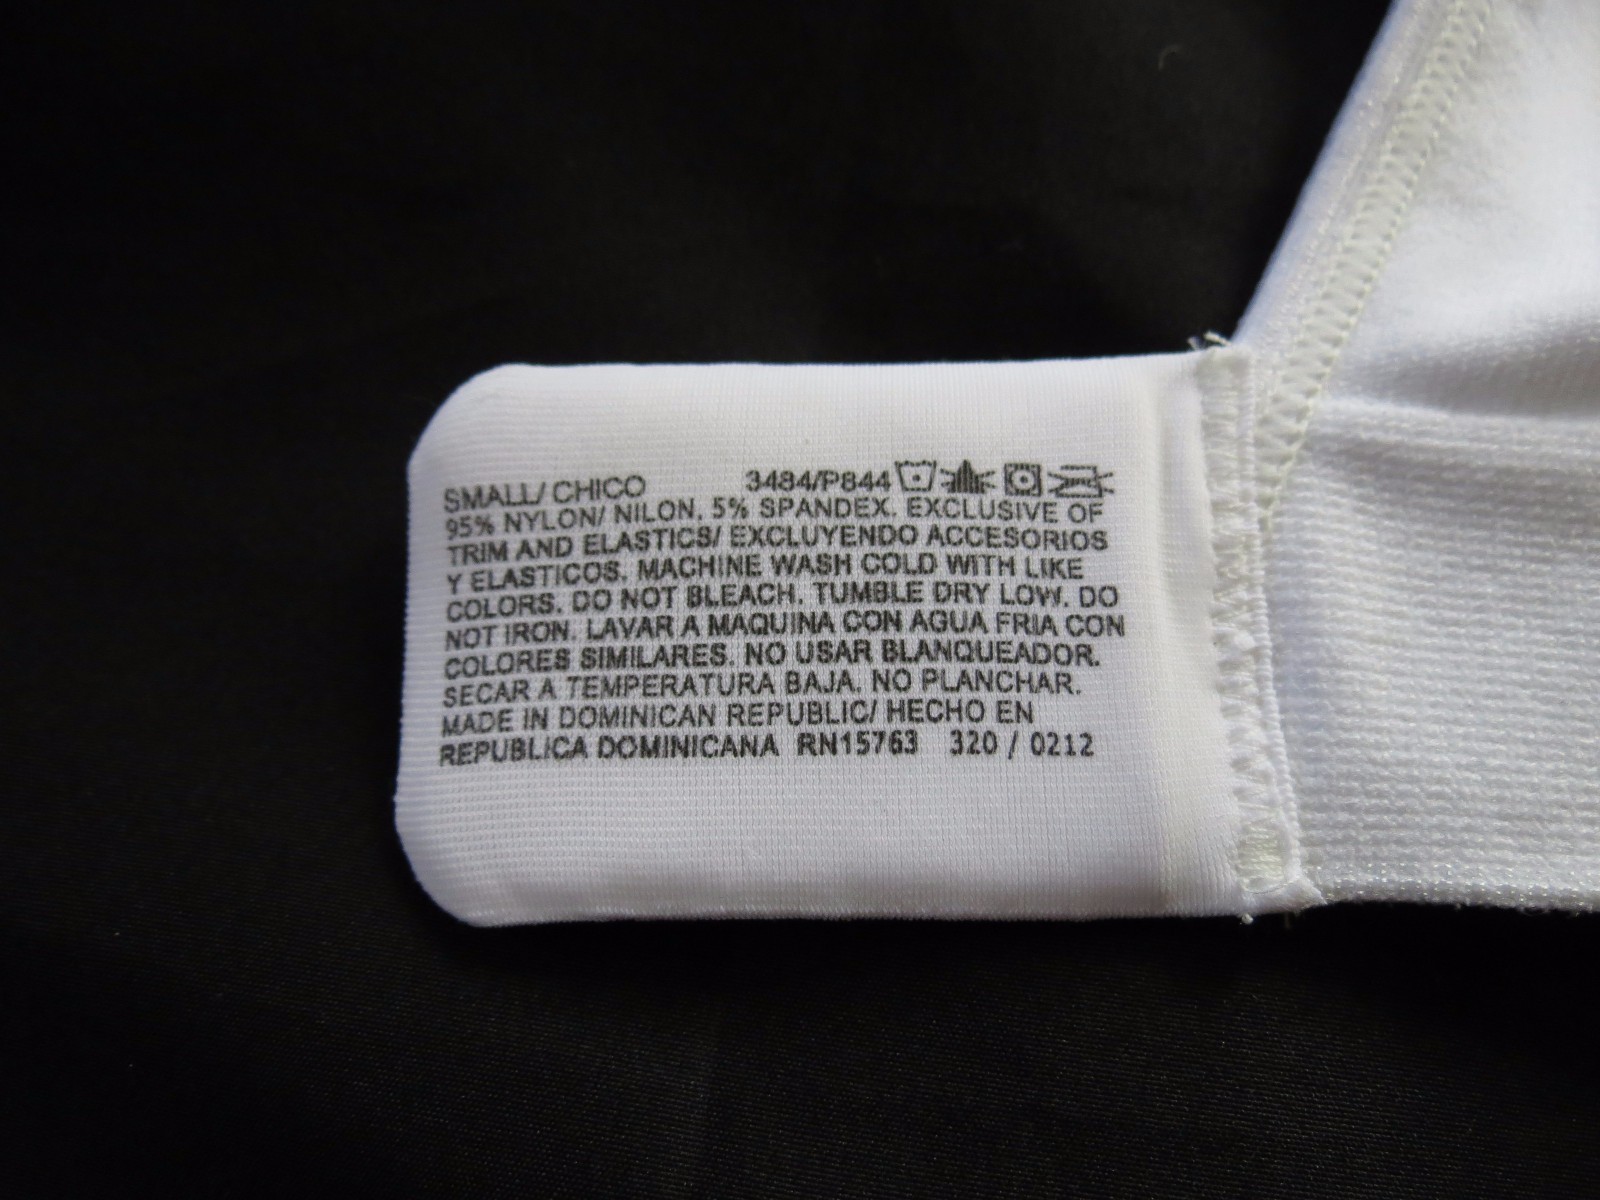 SMALL/ CHICO 3484/P844
95% NYLON/ NILON, 5% SPANDEX. EXCLUSIVE OF
TRIM AND ELASTICS/ EXCLUYENDO ACCESORIOS
Y ELASTICOS. MACHINE WASH COLD WITH LIKE
COLORS. DO NOT BLEACH. TUMBLE DRY LOW. DO
NOT IRON. LAVAR A MAQUINA CON AGUA FRIA CON
COLORES SIMILARES. NO USAR BLANQUEADOR.
SECAR A TEMPERATURA BAJA. NO PLANCHAR.
MADE IN DOMINICAN REPUBLIC/ HECHO EN
REPUBLICA DOMINICANA RN15763 320 / 0212